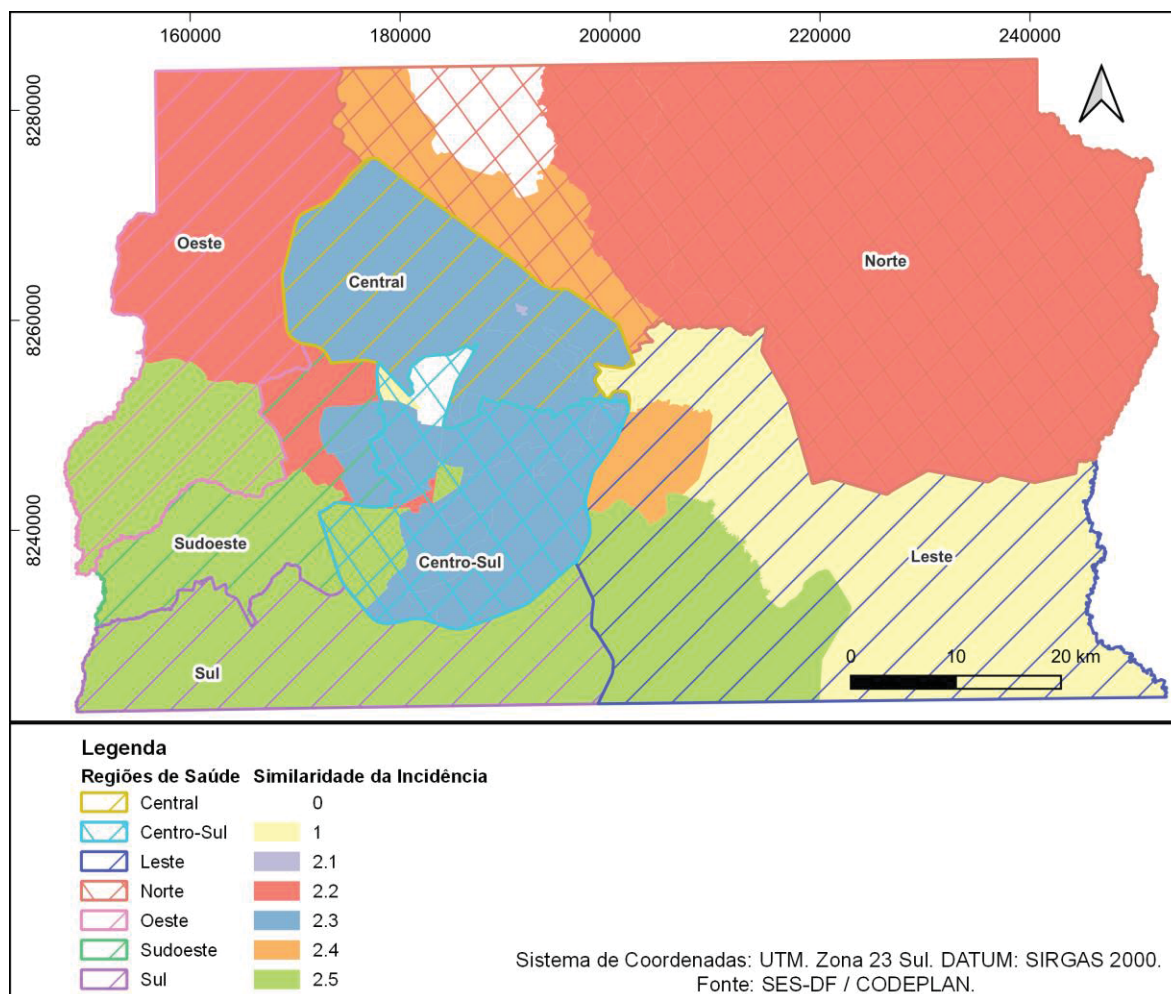 160000 180000 200000 220000 240000
8280000
8260000
8240000
Oeste
Norte
Central
Sudoeste
Centro-Sul
Leste
Sul
0 10 20 km
Legenda
Regiões de Saúde Similaridade da Incidência
Central 0
Centro-Sul 1
Leste 2.1
Norte 2.2
Oeste 2.3
Sudoeste 2.4
Sul 2.5
Sistema de Coordenadas: UTM. Zona 23 Sul. DATUM: SIRGAS 2000.
Fonte: SES-DF / CODEPLAN.